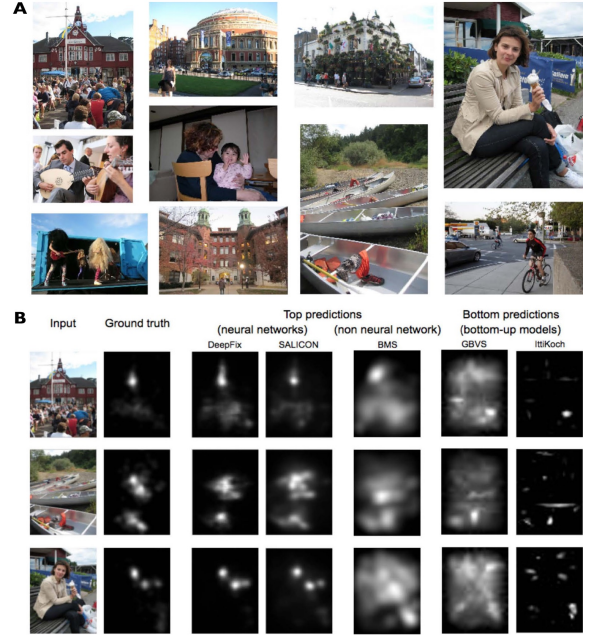 A
B
Input
Ground truth
Top predictions
(neural networks)
(non neural network)
Bottom predictions
(bottom-up models)
DeepFix
SALICON
BMS
GBVS
IttiKoch